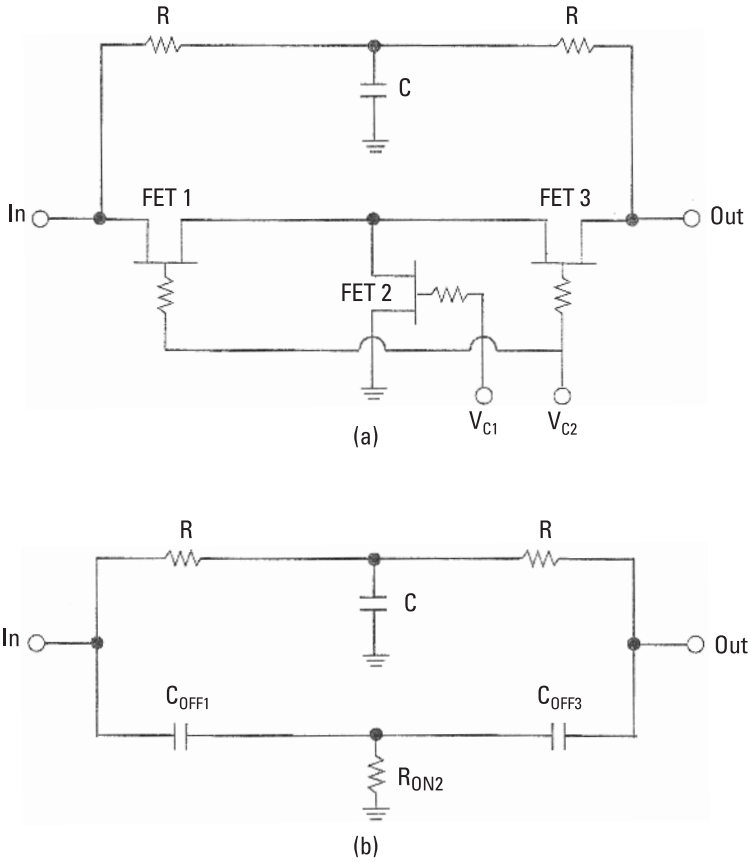 R R
C
FET 1 FET 3
In Out
FET 2
V_C1 V_C2
(a)
R R
C
In Out
C_OFF1 C_OFF3
R_ON2
(b)